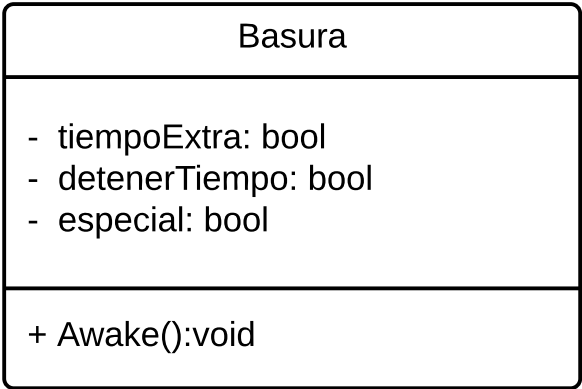 Basura
- tiempoExtra: bool
- detenerTiempo: bool
- especial: bool
+ Awake():void